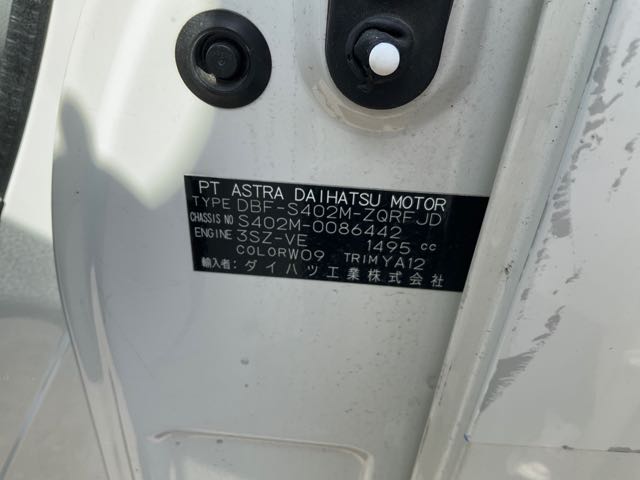 PT ASTRA DAIHATSU MOTOR
TYPE DBF-S402M-ZQRFJD
CHASSIS NO S402M-0086442
ENGINE 3SZ-VE 1495 cc
COLOR W09 TRIM YA12
輸入者: ダイハツ工業株式会社